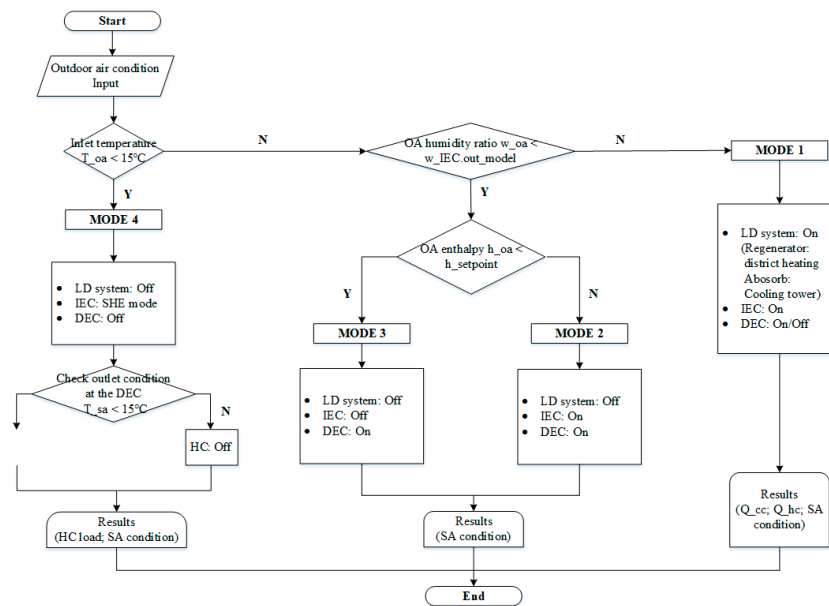 Start
Outdoor air condition
Input
Inlet temperature
T_oa < 15°C
N
OA humidity ratio w_oa <
w_IEC.out_model
N
MODE 1
Y
Y
MODE 4
OA enthalpy h_oa <
h_setpoint
● LD system: On
(Regenerator:
district heating
Abosorb:
Cooling tower)
● IEC: On
● DEC: On/Off
● LD system: Off
● IEC: SHE mode
● DEC: Off
Y
N
MODE 3
MODE 2
Check outlet condition
at the DEC
T_sa < 15°C
N
HC: Off
● LD system: Off
● IEC: Off
● DEC: On
● LD system: Off
● IEC: On
● DEC: On
Results
(HC load; SA condition)
Results
(SA condition)
Results
(Q_cc; Q_hc; SA
condition)
End